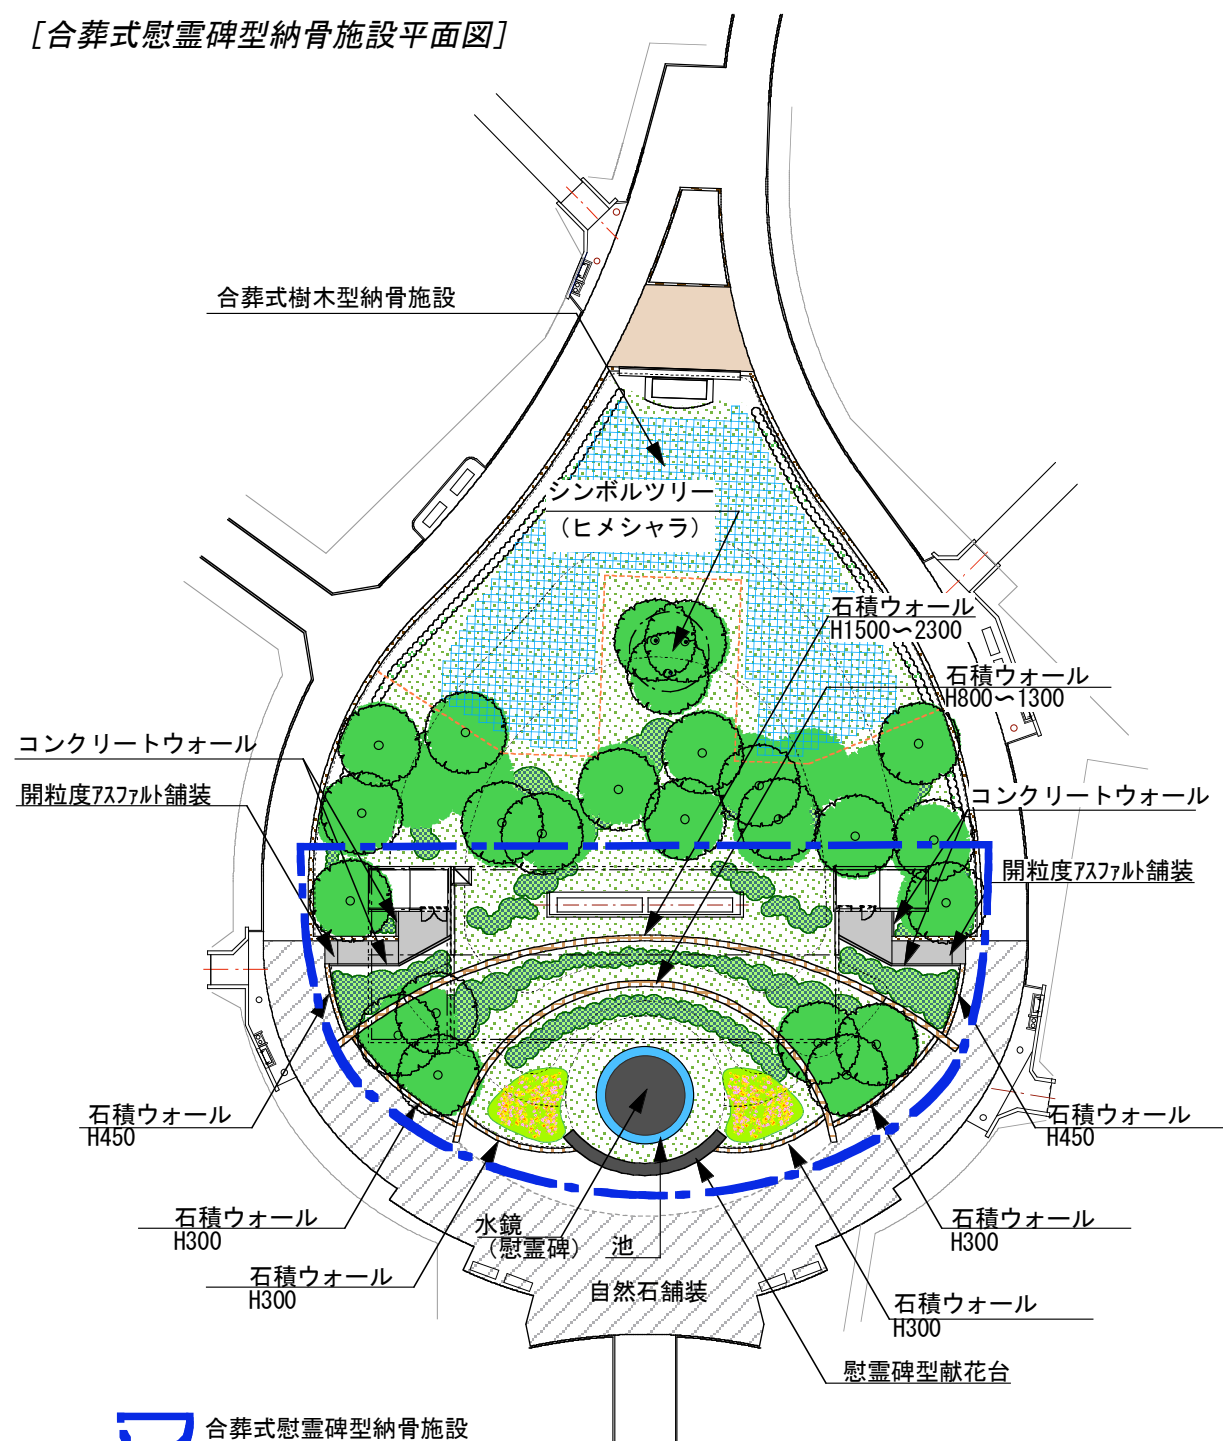 [合葬式慰霊碑型納骨施設平面図]
合葬式樹木型納骨施設
シンボルツリー
（ヒメシャラ）
石積ウォール
H1500～2300
石積ウォール
H800～1300
コンクリートウォール
開粒度アスファルト舗装
コンクリートウォール
開粒度アスファルト舗装
石積ウォール
H450
石積ウォール
H450
石積ウォール
H300
水鏡
（慰霊碑）
池
石積ウォール
H300
石積ウォール
H300
自然石舗装
石積ウォール
H300
慰霊碑型献花台
合葬式慰霊碑型納骨施設